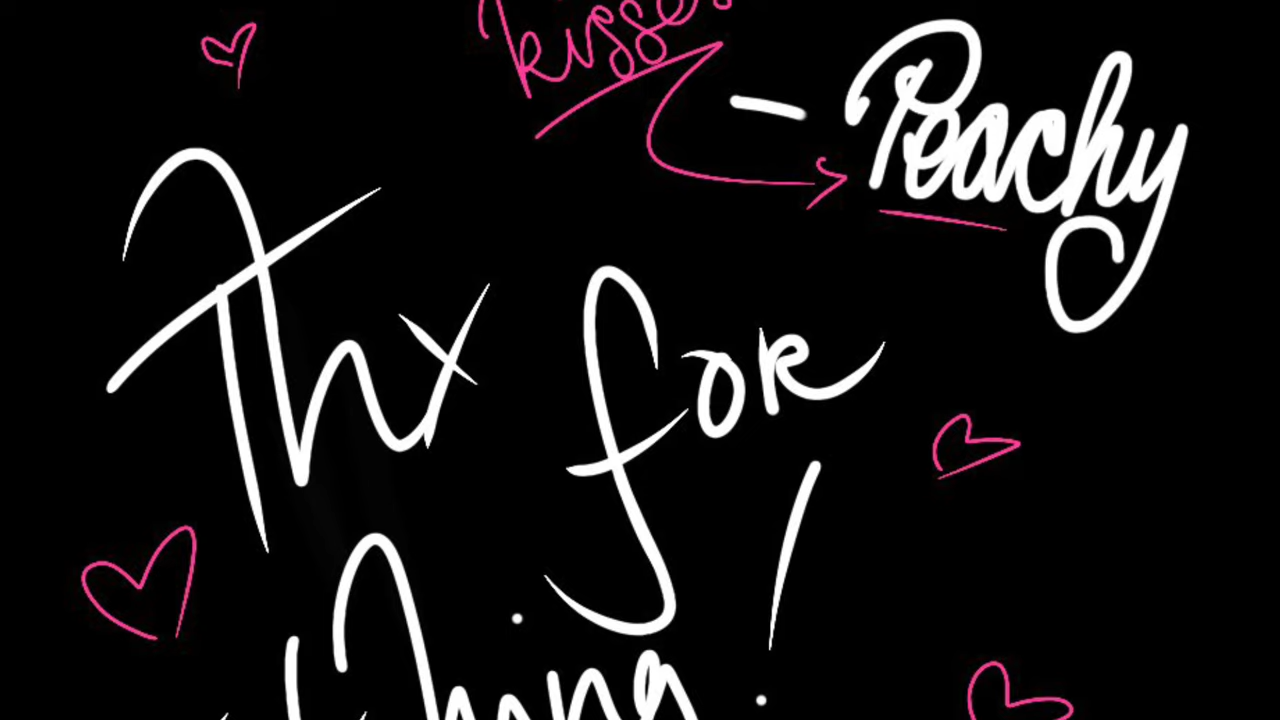 kisses
- Peachy
Thx for